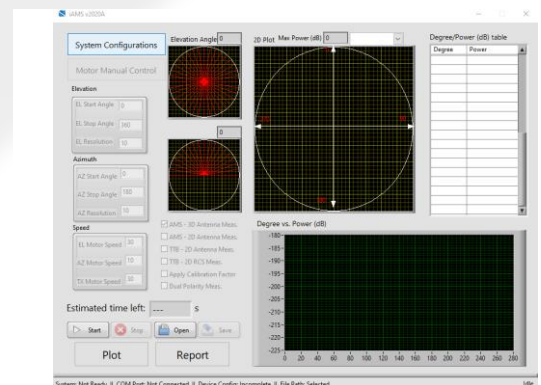 iAMS v2020A
System Configurations
Motor Manual Control
Elevation
EL Start Angle 0
EL Stop Angle 360
EL Resolution 10
Azimuth
AZ Start Angle 0
AZ Stop Angle 180
AZ Resolution 10
Speed
EL Motor Speed 30
AZ Motor Speed 10
TX Motor Speed 30
Elevation Angle 0
0
AMS - 3D Antenna Meas.
AMS - 2D Antenna Meas.
TTB - 2D Antenna Meas.
TTB - 2D RCS Meas.
Apply Calibration Factor
Dual Polarity Meas.
Estimated time left: --- s
Start Stop Open Save
Plot Report
2D Plot Max Power (dB) 0
Degree/Power (dB) table
Degree Power
Degree vs. Power (dB)
-180
-185
-190
-195
-200
-205
-210
-215
-220
-225
0 20 40 60 80 100 120 140 160 180 200 220 240 260 280
System: Not Ready || COM Port: Not Connected || Device Config: Incomplete || File Path: Selected
Idle